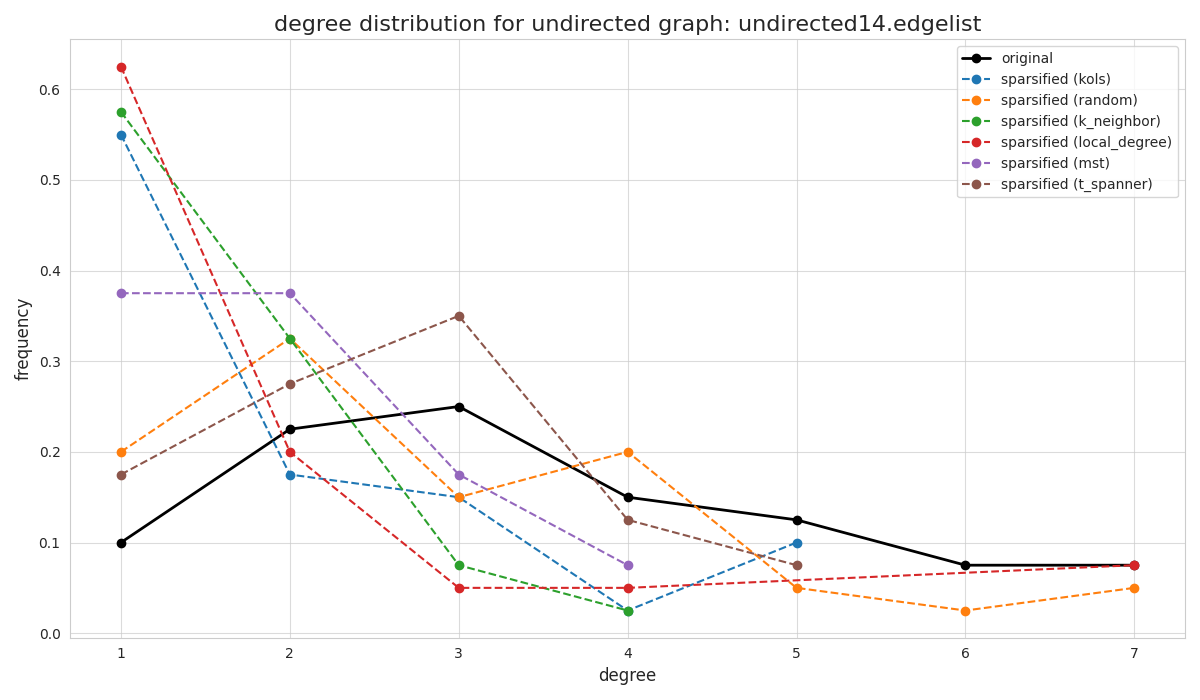 degree distribution for undirected graph: undirected14.edgelist
original
sparsified (kols)
sparsified (random)
sparsified (k_neighbor)
sparsified (local_degree)
sparsified (mst)
sparsified (t_spanner)
frequency
0.6
0.5
0.4
0.3
0.2
0.1
0.0
1 2 3 4 5 6 7
degree